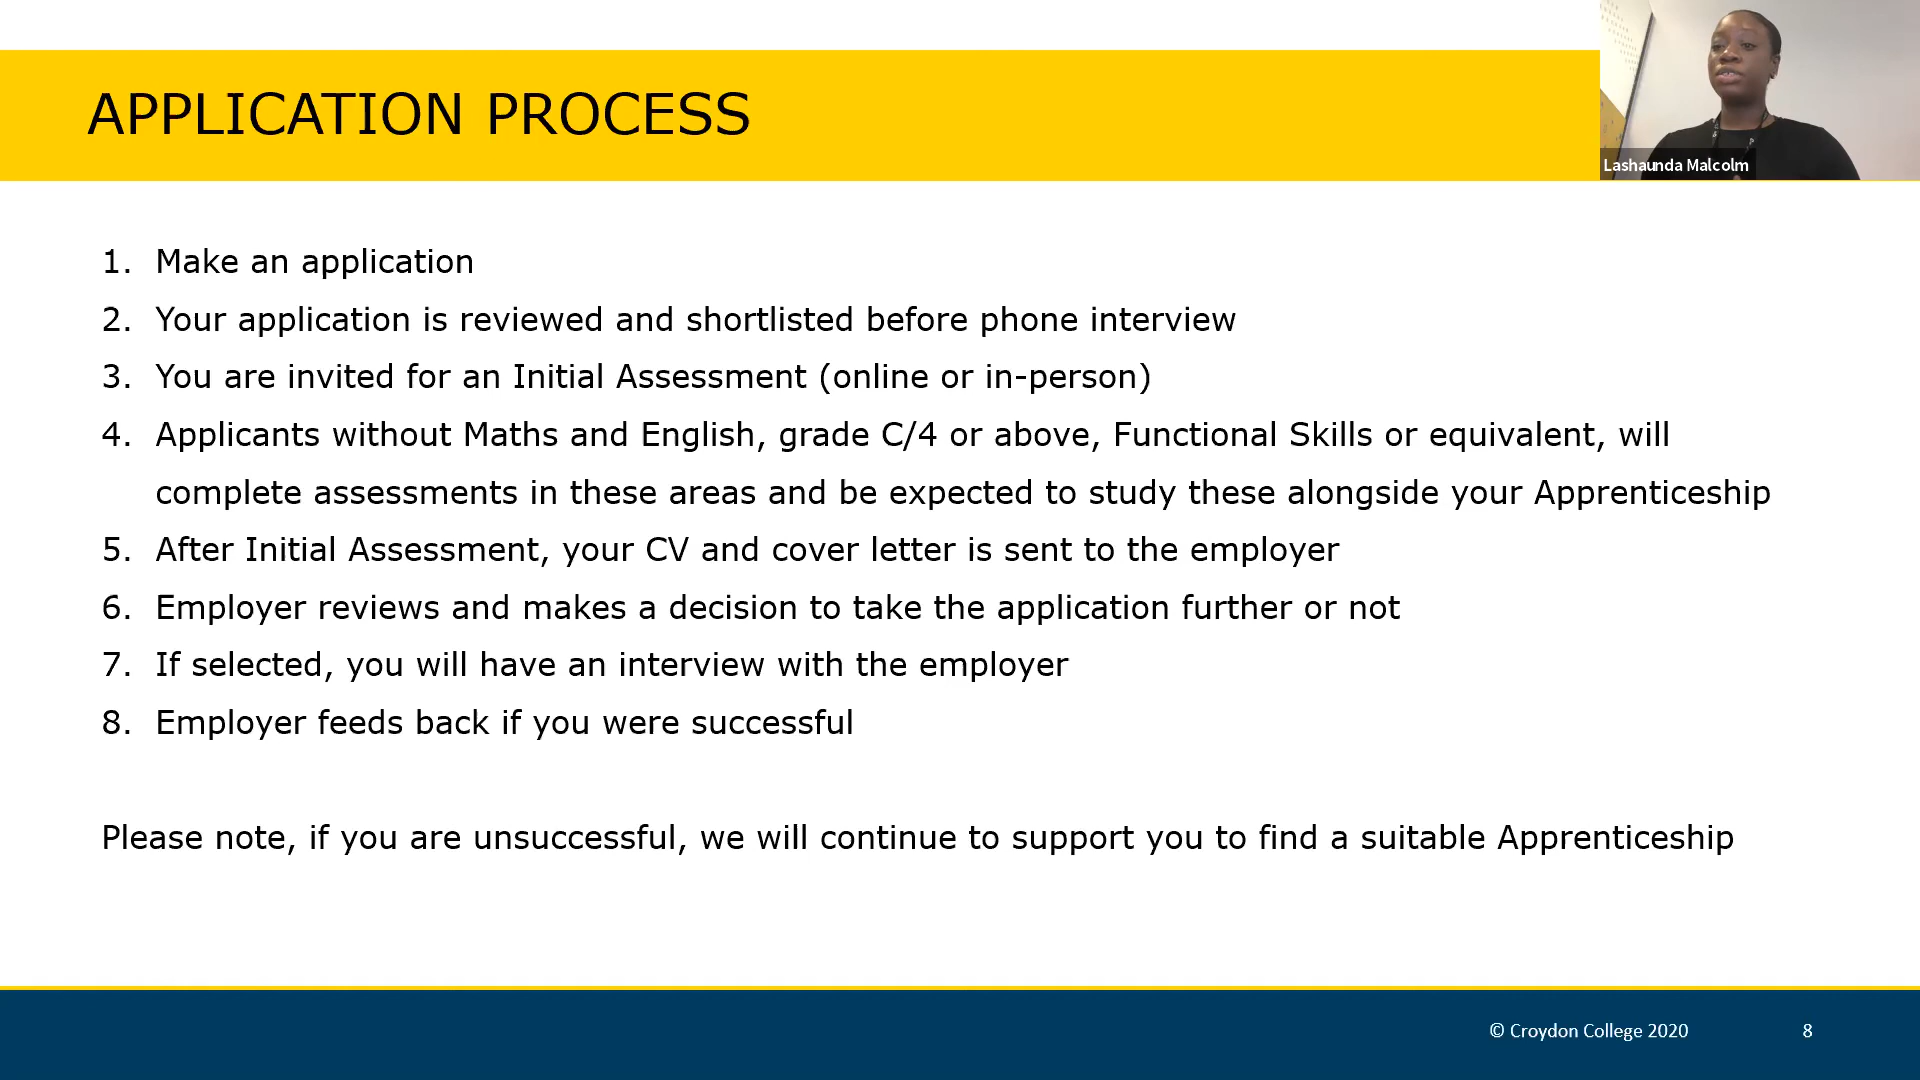 APPLICATION PROCESS
Lashaunda Malcolm
1. Make an application
2. Your application is reviewed and shortlisted before phone interview
3. You are invited for an Initial Assessment (online or in-person)
4. Applicants without Maths and English, grade C/4 or above, Functional Skills or equivalent, will
complete assessments in these areas and be expected to study these alongside your Apprenticeship
5. After Initial Assessment, your CV and cover letter is sent to the employer
6. Employer reviews and makes a decision to take the application further or not
7. If selected, you will have an interview with the employer
8. Employer feeds back if you were successful
Please note, if you are unsuccessful, we will continue to support you to find a suitable Apprenticeship
© Croydon College 2020
8